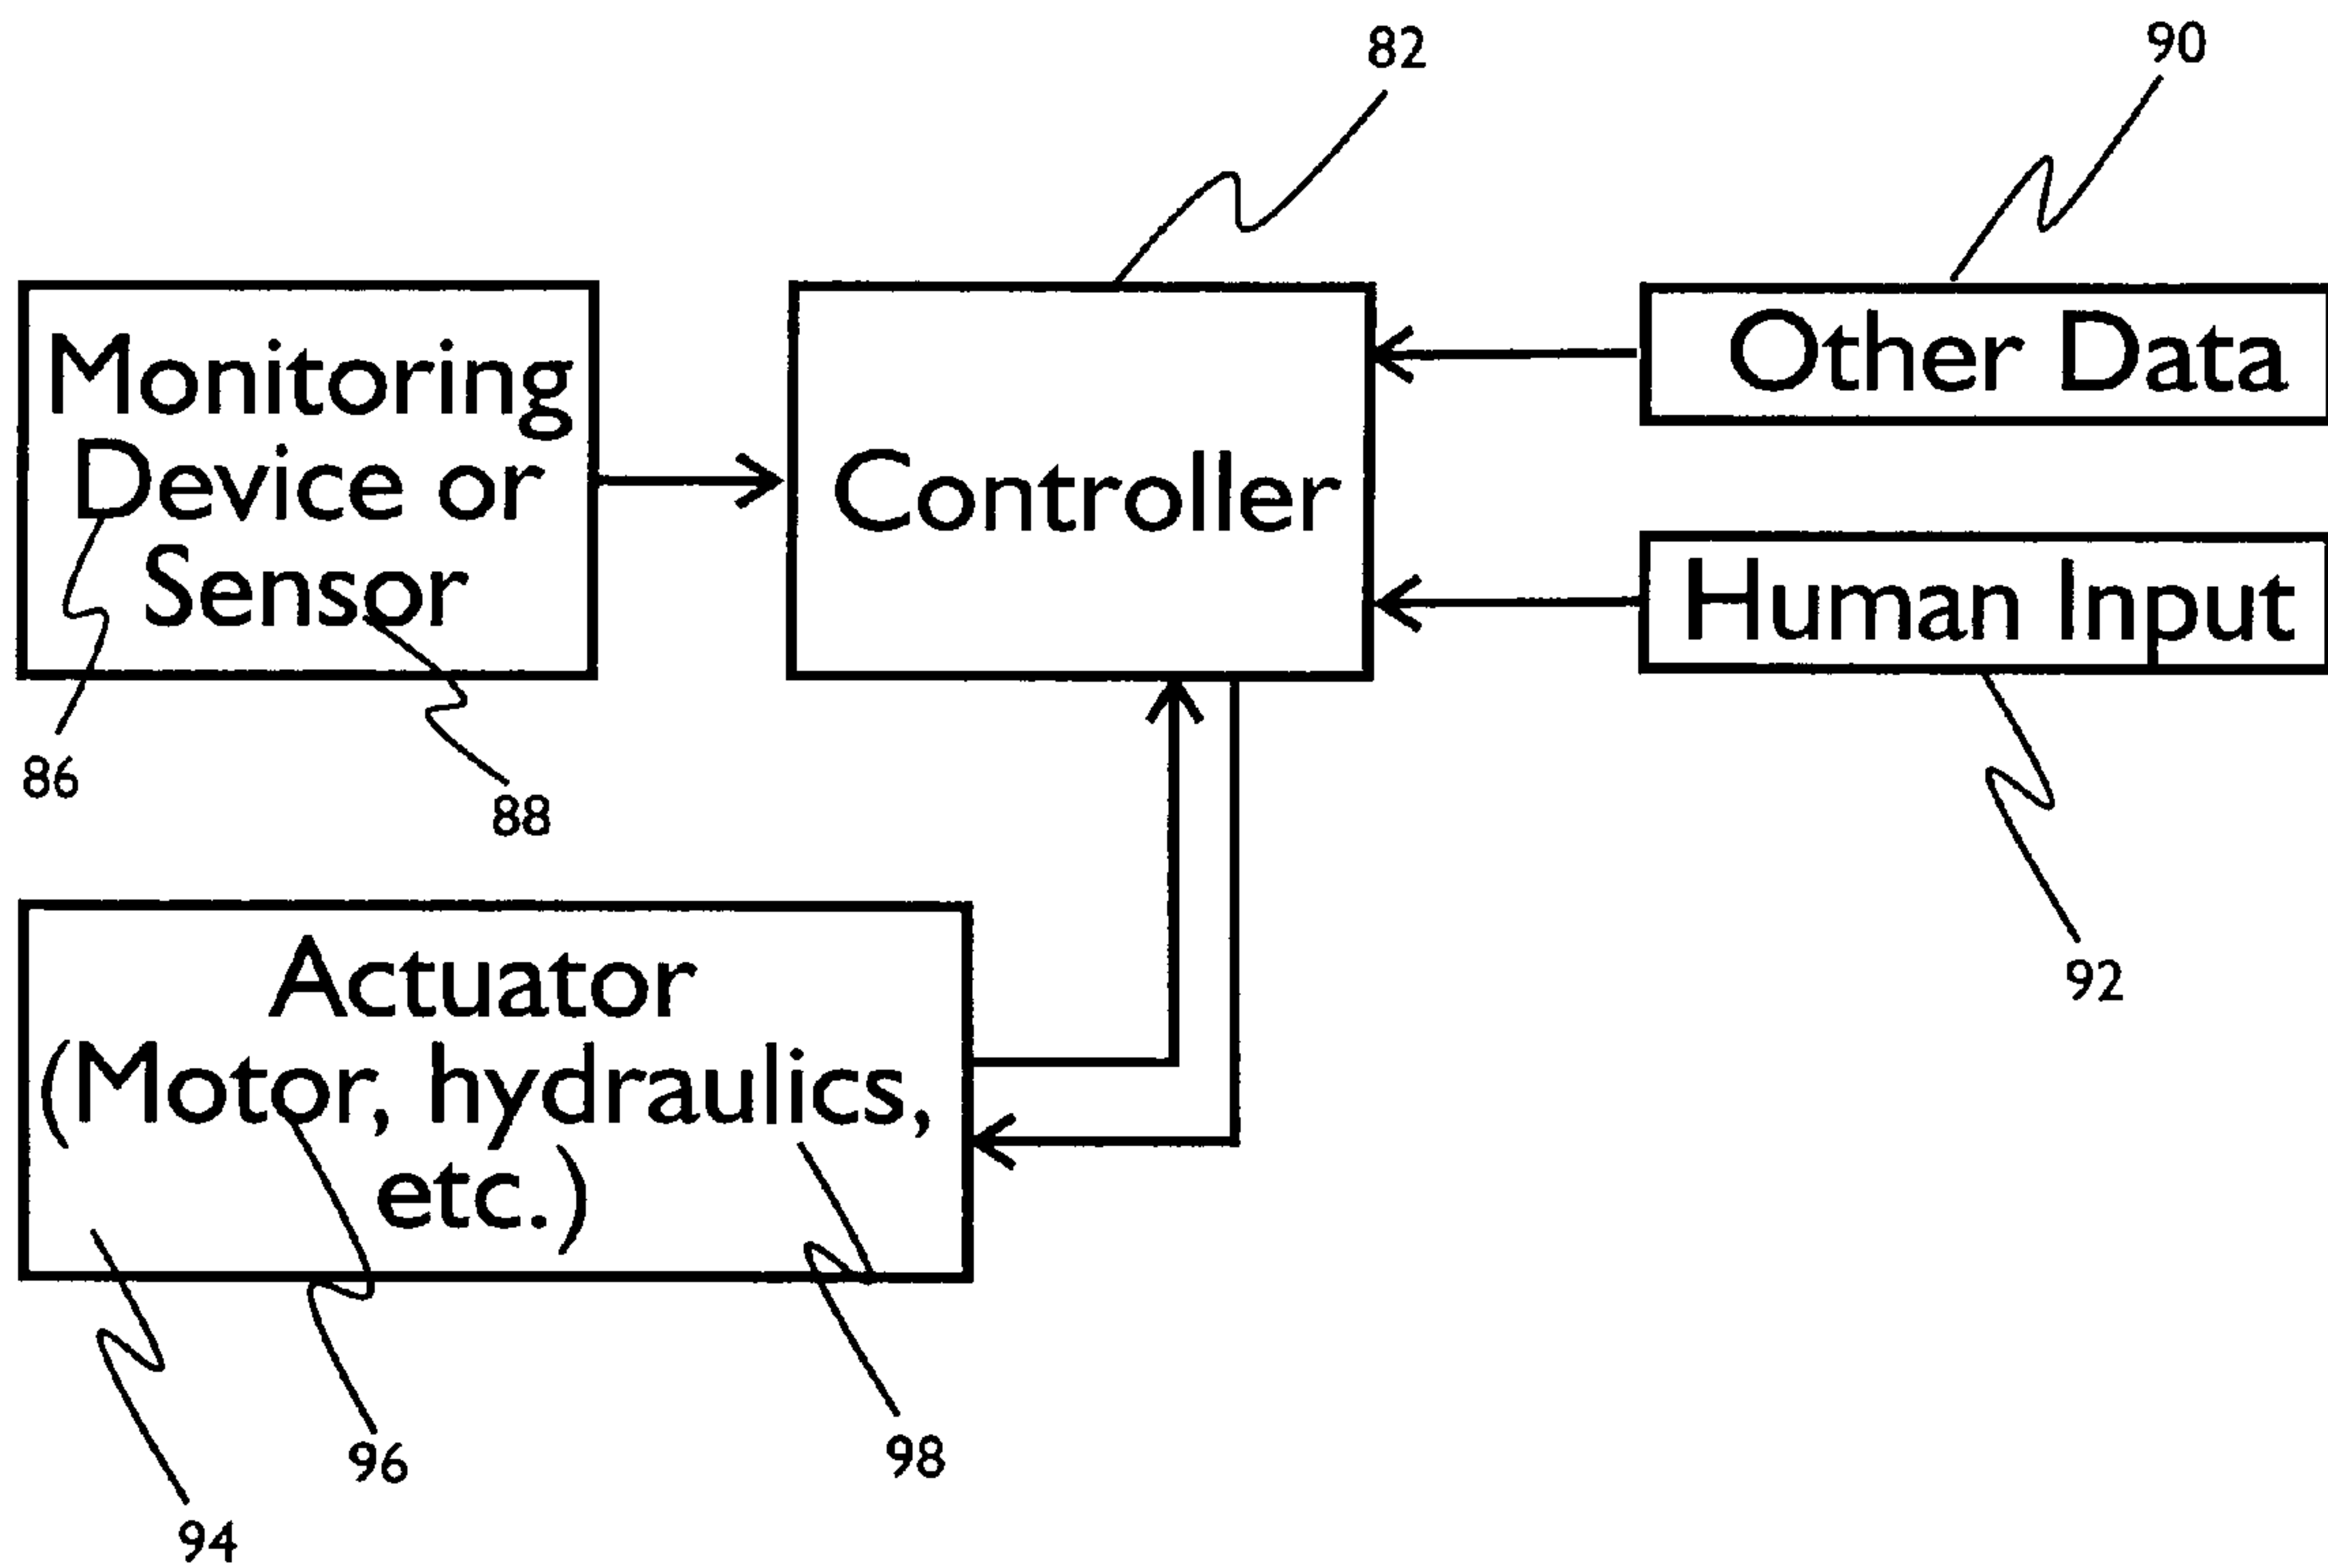 82
90
Monitoring
Device or
Sensor
Controller
Other Data
Human Input
86
88
92
Actuator
(Motor, hydraulics,
etc.)
96
98
94